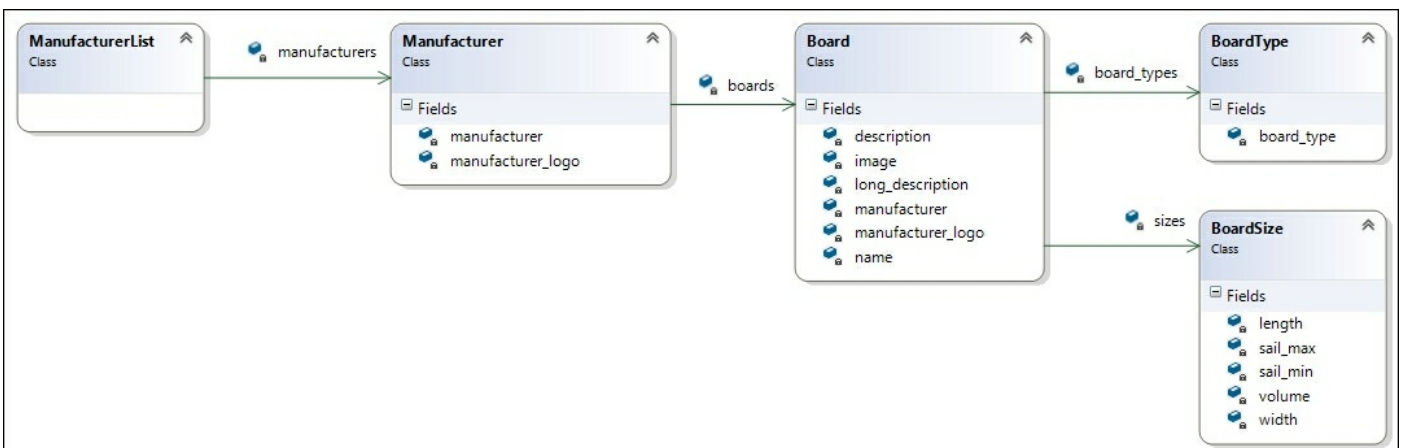 ManufacturerList
Class
manufacturers
Manufacturer
Class
Fields
manufacturer
manufacturer_logo
boards
Board
Class
Fields
description
image
long_description
manufacturer
manufacturer_logo
name
board_types
BoardType
Class
Fields
board_type
sizes
BoardSize
Class
Fields
length
sail_max
sail_min
volume
width